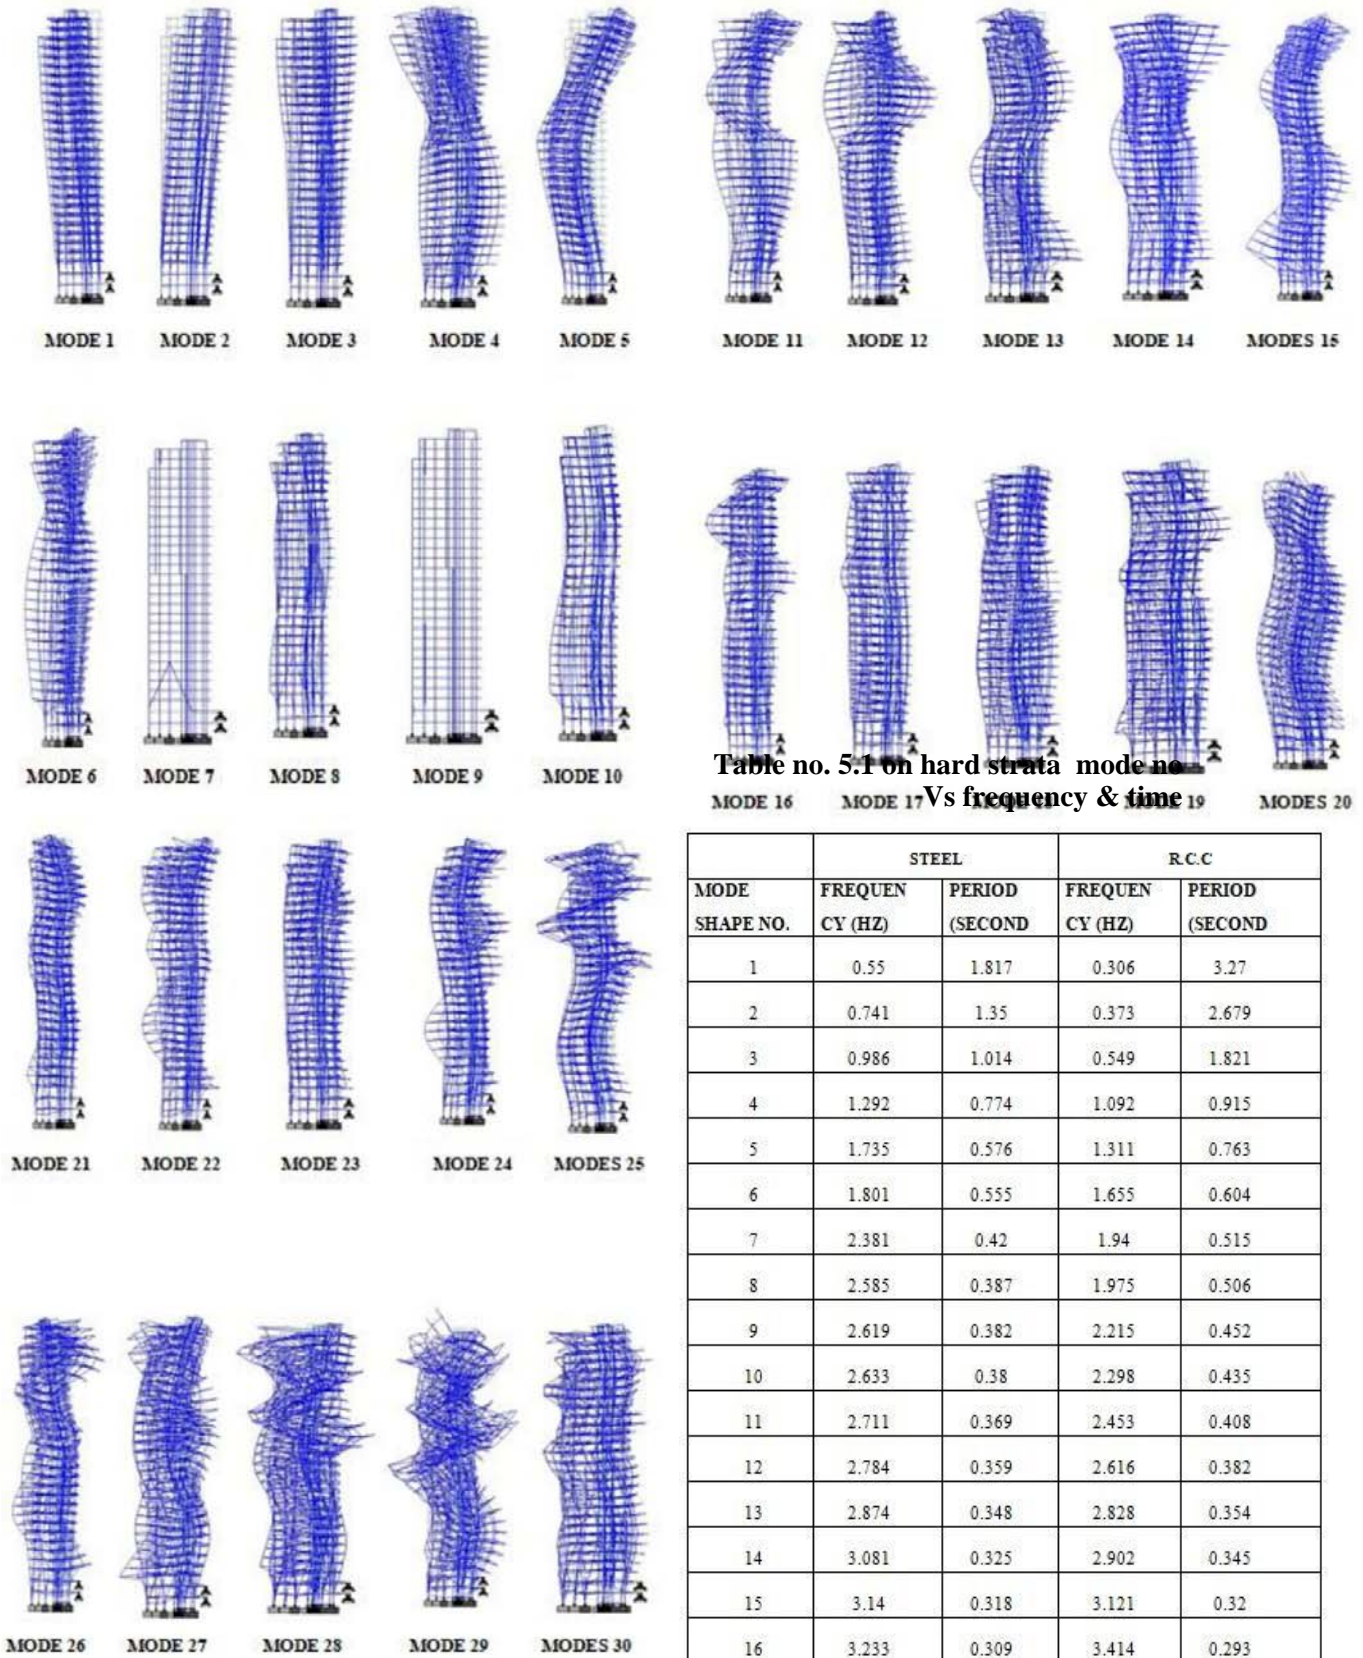 MODE 1 MODE 2 MODE 3 MODE 4 MODE 5
MODE 11 MODE 12 MODE 13 MODE 14 MODES 15
MODE 6 MODE 7 MODE 8 MODE 9 MODE 10
MODE 16 MODE 17 MODE 19 MODES 20
MODE 21 MODE 22 MODE 23 MODE 24 MODES 25
MODE 26 MODE 27 MODE 28 MODE 29 MODES 30
Table no. 5.1 on hard strata mode no
Vs frequency & time
STEEL R.C.C
MODE FREQUEN PERIOD FREQUEN PERIOD
SHAPE NO. CY (HZ) (SECOND CY (HZ) (SECOND
1 0.55 1.817 0.306 3.27
2 0.741 1.35 0.373 2.679
3 0.986 1.014 0.549 1.821
4 1.292 0.774 1.092 0.915
5 1.735 0.576 1.311 0.763
6 1.801 0.555 1.655 0.604
7 2.381 0.42 1.94 0.515
8 2.585 0.387 1.975 0.506
9 2.619 0.382 2.215 0.452
10 2.633 0.38 2.298 0.435
11 2.711 0.369 2.453 0.408
12 2.784 0.359 2.616 0.382
13 2.874 0.348 2.828 0.354
14 3.081 0.325 2.902 0.345
15 3.14 0.318 3.121 0.32
16 3.233 0.309 3.414 0.293